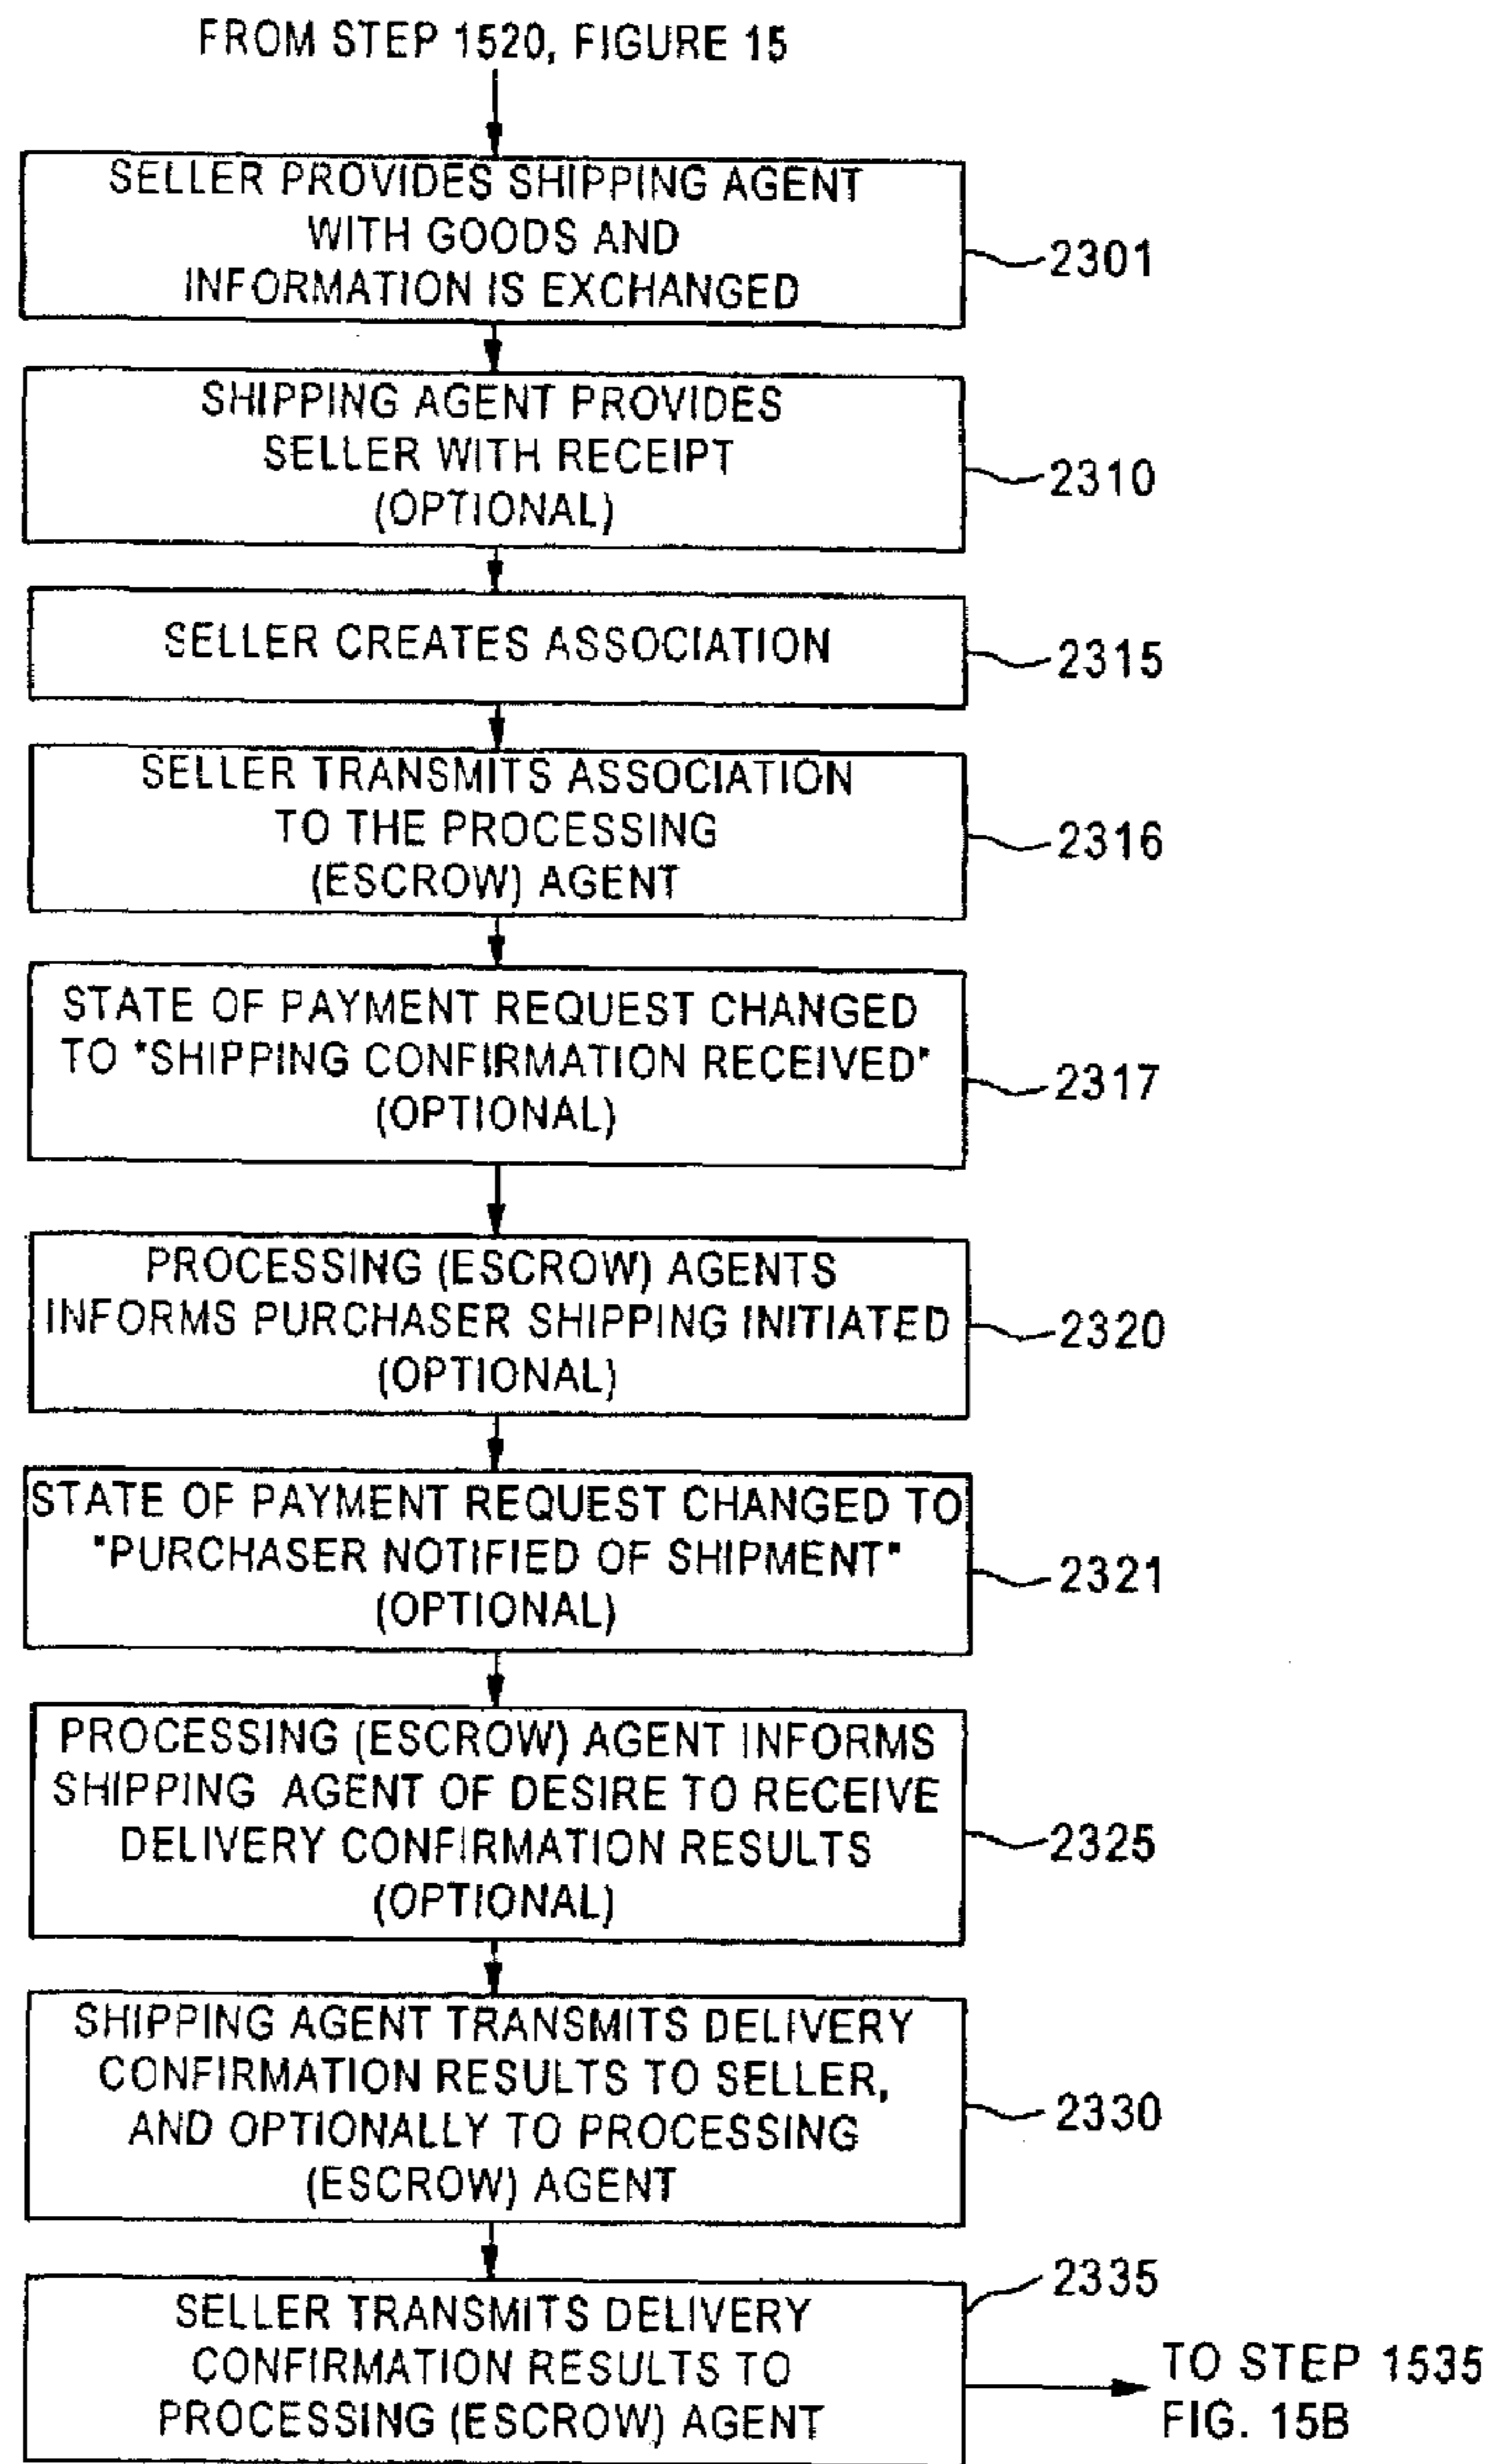 FROM STEP 1520, FIGURE 15
SELLER PROVIDES SHIPPING AGENT
WITH GOODS AND
INFORMATION IS EXCHANGED
2301
SHIPPING AGENT PROVIDES
SELLER WITH RECEIPT
(OPTIONAL)
2310
SELLER CREATES ASSOCIATION
2315
SELLER TRANSMITS ASSOCIATION
TO THE PROCESSING
(ESCROW) AGENT
2316
STATE OF PAYMENT REQUEST CHANGED
TO "SHIPPING CONFIRMATION RECEIVED"
(OPTIONAL)
2317
PROCESSING (ESCROW) AGENTS
INFORMS PURCHASER SHIPPING INITIATED
(OPTIONAL)
2320
STATE OF PAYMENT REQUEST CHANGED TO
"PURCHASER NOTIFIED OF SHIPMENT"
(OPTIONAL)
2321
PROCESSING (ESCROW) AGENT INFORMS
SHIPPING AGENT OF DESIRE TO RECEIVE
DELIVERY CONFIRMATION RESULTS
(OPTIONAL)
2325
SHIPPING AGENT TRANSMITS DELIVERY
CONFIRMATION RESULTS TO SELLER,
AND OPTIONALLY TO PROCESSING
(ESCROW) AGENT
2330
SELLER TRANSMITS DELIVERY
CONFIRMATION RESULTS TO
PROCESSING (ESCROW) AGENT
2335
TO STEP 1535
FIG. 15B